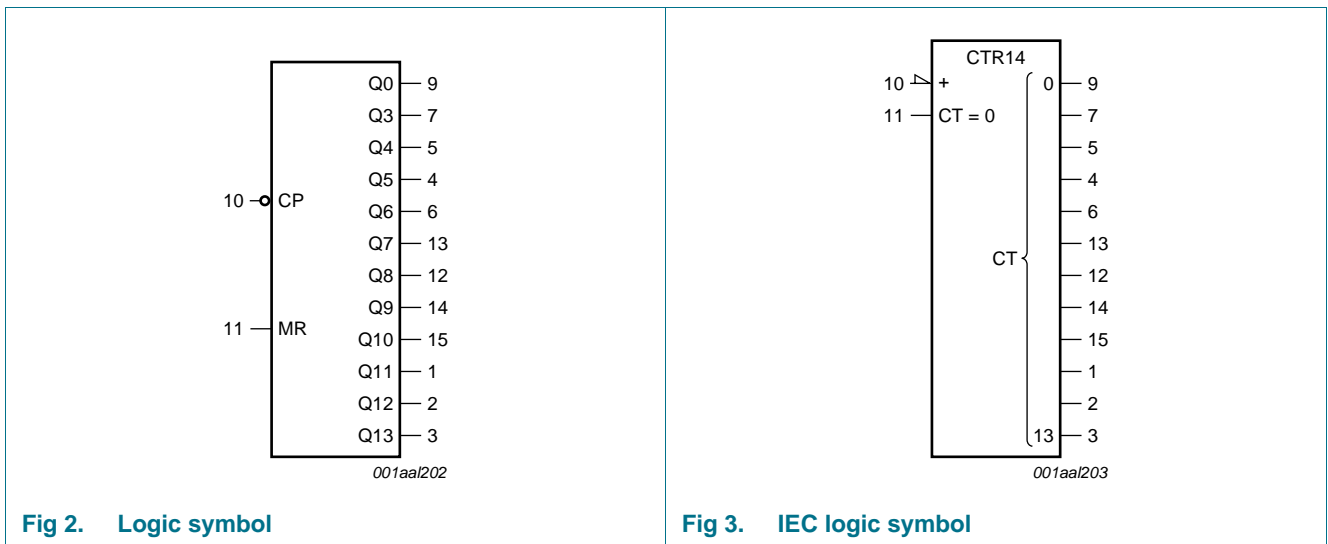 Q0 9
Q3 7
Q4 5
Q5 4
10 CP Q6 6
Q7 13
Q8 12
Q9 14
11 MR Q10 15
Q11 1
Q12 2
Q13 3
001aal202
Fig 2. Logic symbol
CTR14
10 + 0 9
11 CT = 0 7
5
4
6
13
CT 12
14
15
1
2
13 3
001aal203
Fig 3. IEC logic symbol